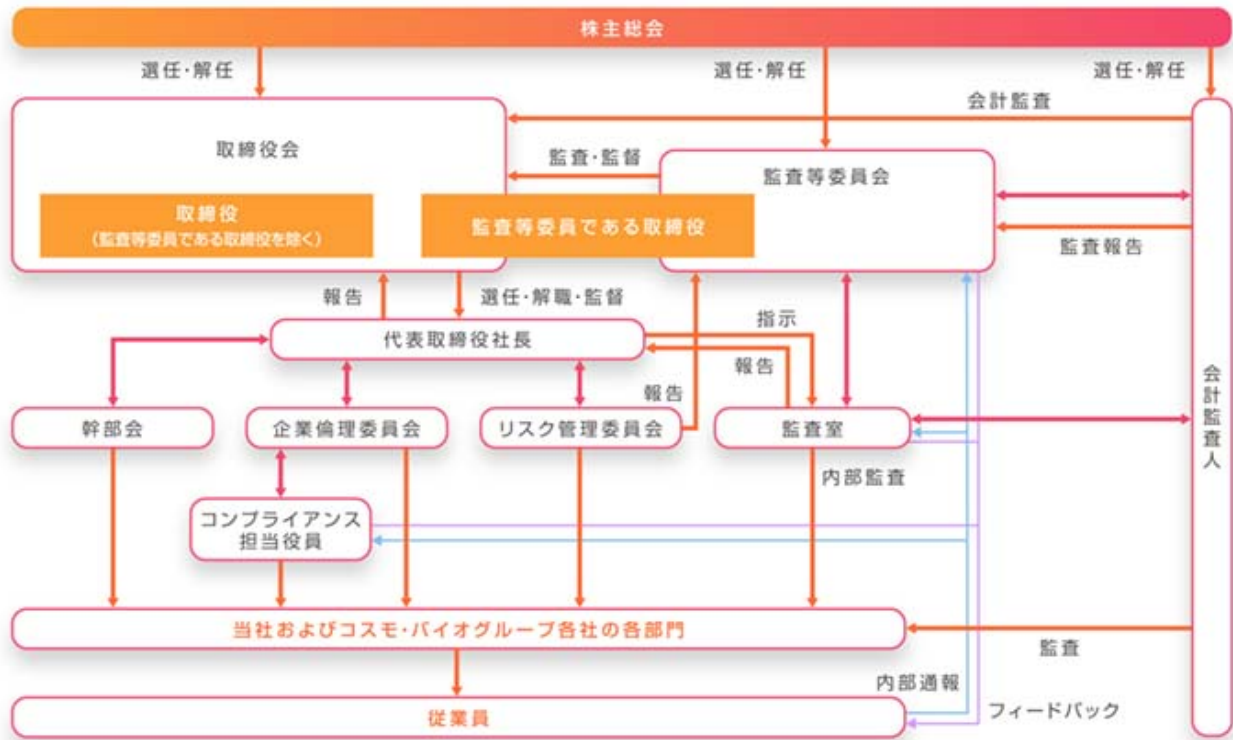 株主総会
選任・解任
選任・解任
選任・解任
会計監査
取締役会
監査・監督
監査等委員会
取締役
(監査等委員である取締役を除く)
監査等委員である取締役
監査報告
報告
選任・解職・監督
指示
代表取締役社長
報告
報告
会計監査人
幹部会
企業倫理委員会
リスク管理委員会
監査室
内部監査
コンプライアンス
担当役員
当社およびコスモ・バイオグループ各社の各部門
監査
内部通報
従業員
フィードバック